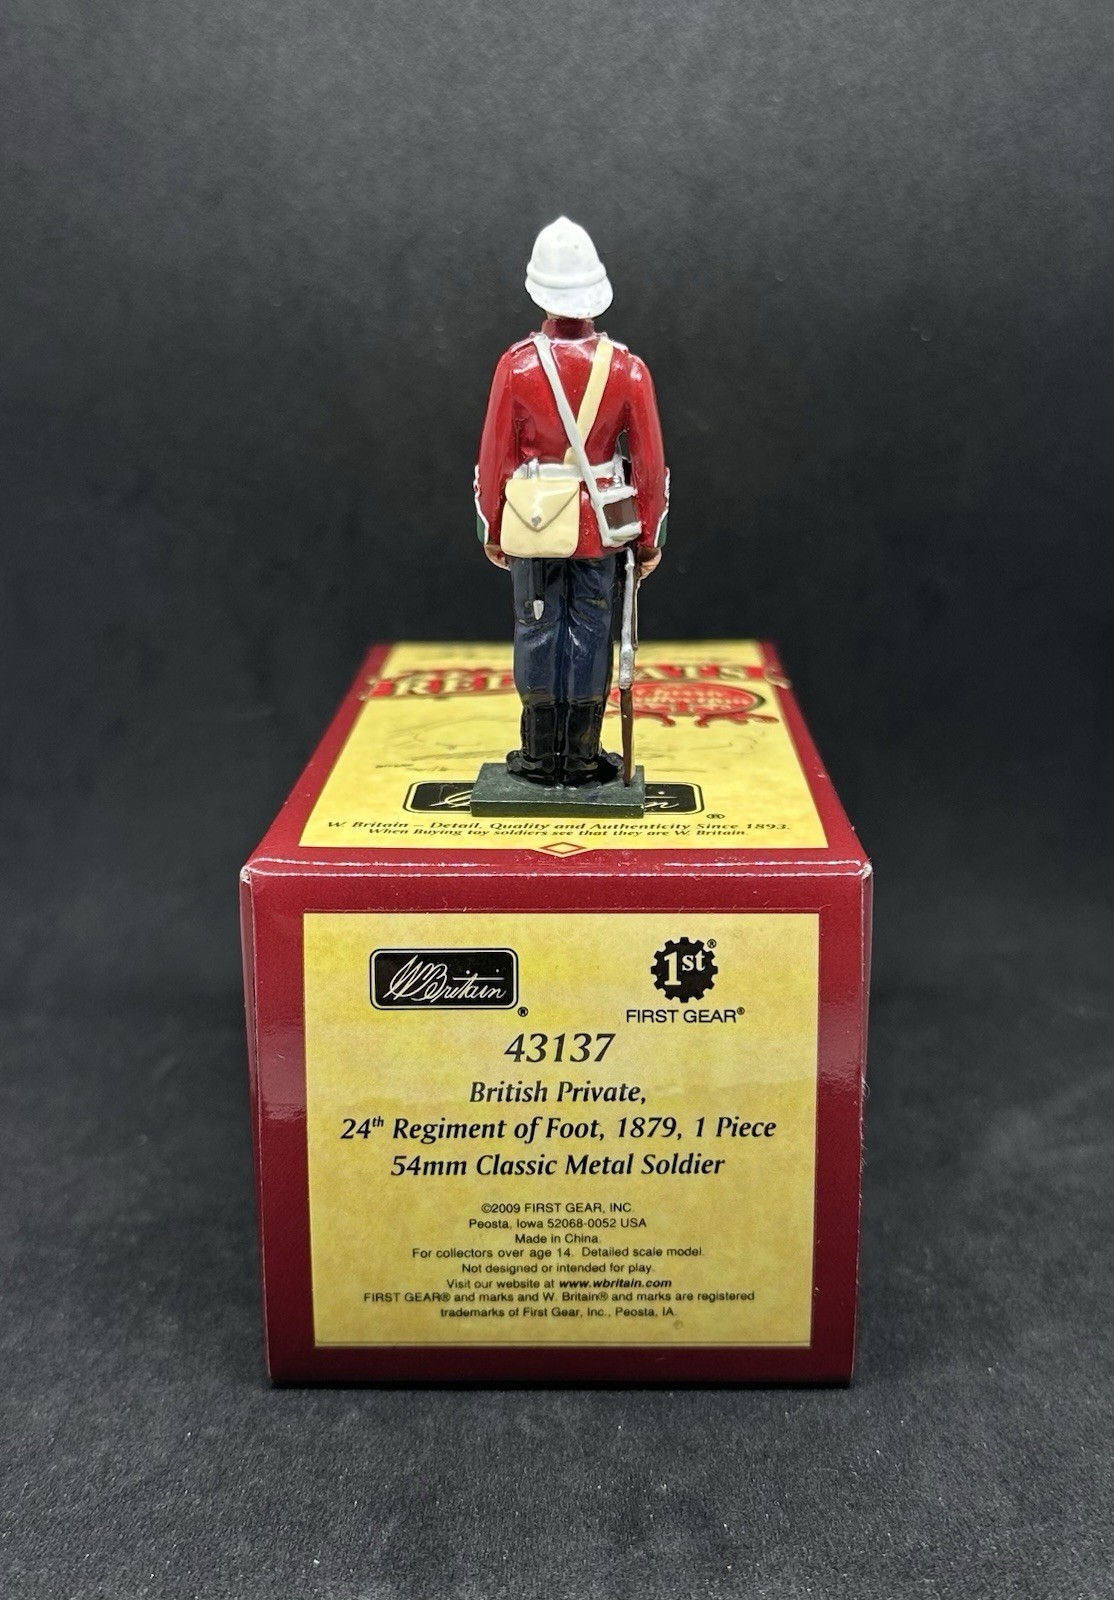 W. Britain — Detail, Quality and Authenticity Since 1893.
When Buying toy soldiers see that they are W. Britain.
W. Britain® 1st®
FIRST GEAR®
43137
British Private,
24th Regiment of Foot, 1879, 1 Piece
54mm Classic Metal Soldier
©2009 FIRST GEAR, INC.
Peosta, Iowa 52068-0052 USA
Made in China.
For collectors over age 14. Detailed scale model.
Not designed or intended for play.
Visit our website at www.wbritain.com
FIRST GEAR® and marks and W. Britain® and marks are registered
trademarks of First Gear, Inc., Peosta, IA.